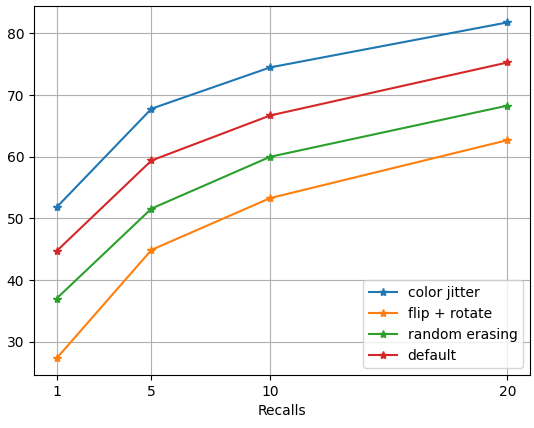 80
70
60
50
40
30
color jitter
flip + rotate
random erasing
default
1 5 10 20
Recalls